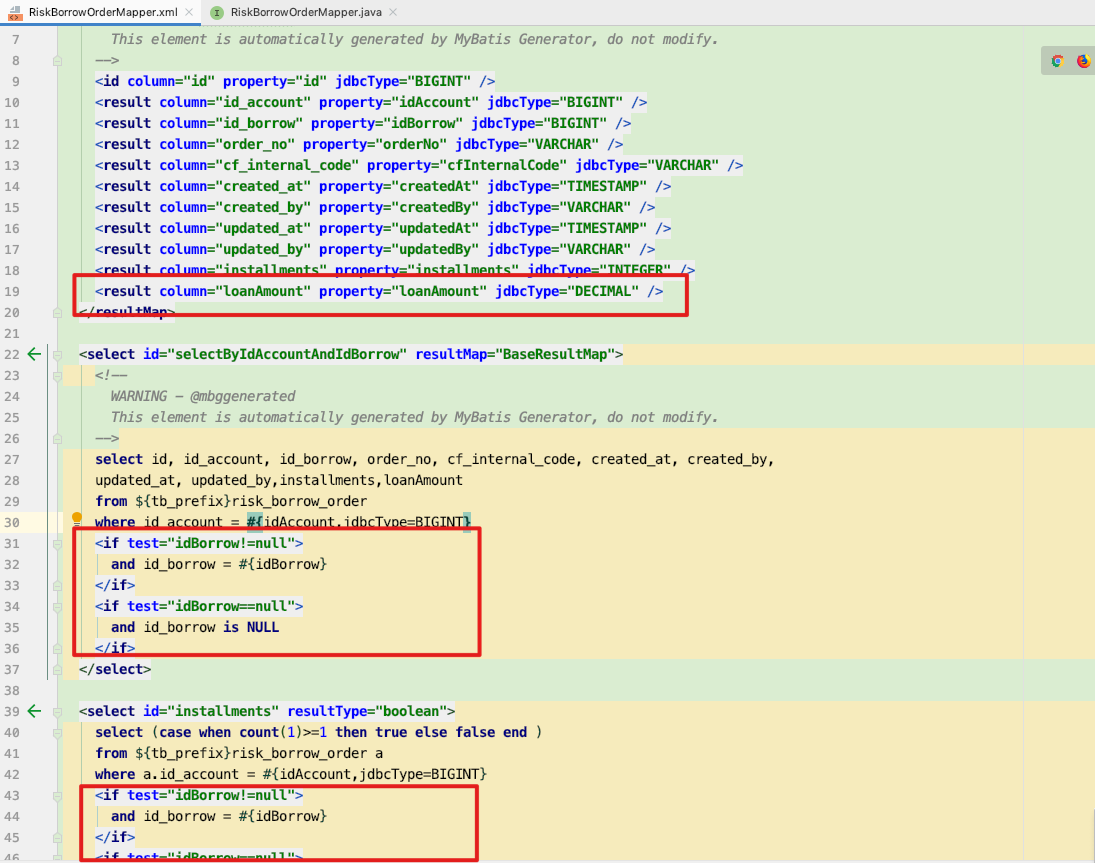 RiskBorrowOrderMapper.xml RiskBorrowOrderMapper.java
7 This element is automatically generated by MyBatis Generator, do not modify.
8 -->
9 <id column="id" property="id" jdbcType="BIGINT" />
10 <result column="id_account" property="idAccount" jdbcType="BIGINT" />
11 <result column="id_borrow" property="idBorrow" jdbcType="BIGINT" />
12 <result column="order_no" property="orderNo" jdbcType="VARCHAR" />
13 <result column="cf_internal_code" property="cfInternalCode" jdbcType="VARCHAR" />
14 <result column="created_at" property="createdAt" jdbcType="TIMESTAMP" />
15 <result column="created_by" property="createdBy" jdbcType="VARCHAR" />
16 <result column="updated_at" property="updatedAt" jdbcType="TIMESTAMP" />
17 <result column="updated_by" property="updatedBy" jdbcType="VARCHAR" />
18 <result column="installments" property="installments" jdbcType="INTEGER" />
19 <result column="loanAmount" property="loanAmount" jdbcType="DECIMAL" />
20 </resultMap>
21
22 <select id="selectByIdAccountAndIdBorrow" resultMap="BaseResultMap">
23 <!--
24 WARNING - @mbggenerated
25 This element is automatically generated by MyBatis Generator, do not modify.
26 -->
27 select id, id_account, id_borrow, order_no, cf_internal_code, created_at, created_by,
28 updated_at, updated_by,installments,loanAmount
29 from ${tb_prefix}risk_borrow_order
30 where id_account = #{idAccount,jdbcType=BIGINT}
31 <if test="idBorrow!=null">
32 and id_borrow = #{idBorrow}
33 </if>
34 <if test="idBorrow==null">
35 and id_borrow is NULL
36 </if>
37 </select>
38
39 <select id="installments" resultType="boolean">
40 select (case when count(1)>=1 then true else false end )
41 from ${tb_prefix}risk_borrow_order a
42 where a.id_account = #{idAccount,jdbcType=BIGINT}
43 <if test="idBorrow!=null">
44 and id_borrow = #{idBorrow}
45 </if>
46 <if test="idBorrow==null">